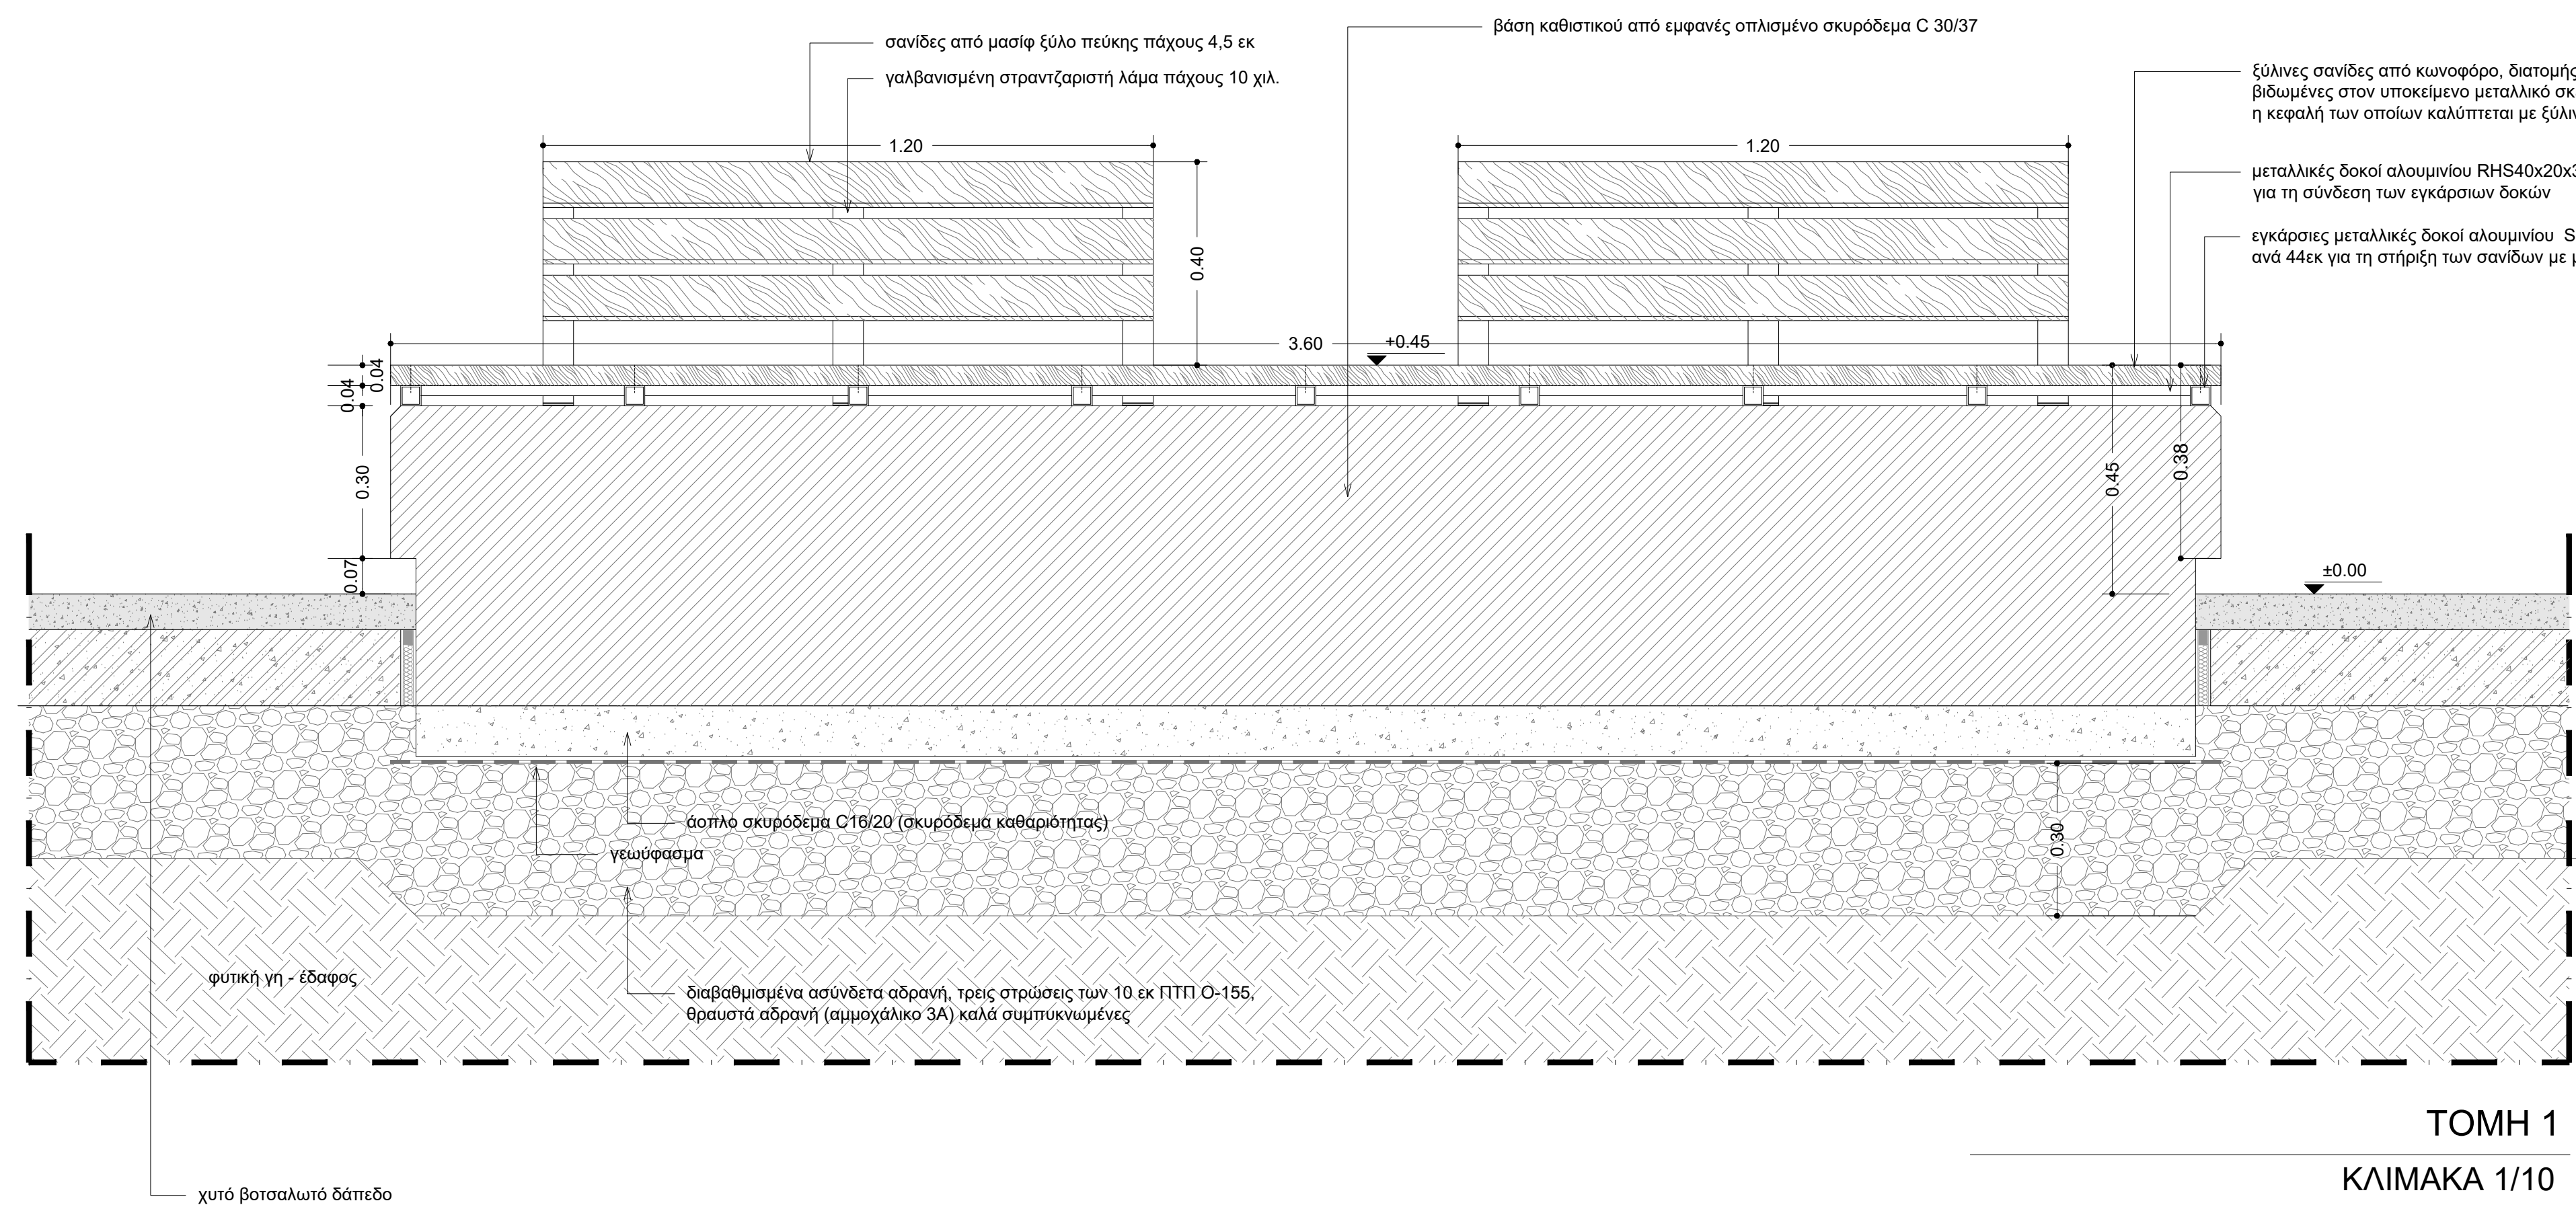 σανίδες από μασίφ ξύλο πεύκης πάχους 4,5 εκ
γαλβανισμένη στραντζαριστή λάμα πάχους 10 χιλ.
βάση καθιστικού από εμφανές οπλισμένο σκυρόδεμα C 30/37
ξύλινες σανίδες από κωνοφόρο, διατομής
βιδωμένες στον υποκείμενο μεταλλικό
η κεφαλή των οποίων καλύπτεται με
μεταλλικές δοκοί αλουμινίου RHS40x20x3
για τη σύνδεση των εγκάρσιων δοκών
εγκάρσιες μεταλλικές δοκοί αλουμινίου
ανά 44εκ για τη στήριξη των σανίδων με
1.20
1.20
0.40
3.60
+0.45
0.04
0.04
0.30
0.07
0.45
0.38
±0.00
0.30
άοπλο σκυρόδεμα C16/20 (σκυρόδεμα καθαριότητας)
γεωύφασμα
φυτική γη - έδαφος
διαβαθμισμένα ασύνδετα αδρανή, τρεις στρώσεις των 10 εκ ΠΤΠ Ο-155,
θραυστά αδρανή (αμμοχάλικο 3Α) καλά συμπυκνωμένες
χυτό βοτσαλωτό δάπεδο
ΤΟΜΗ 1
ΚΛΙΜΑΚΑ 1/10